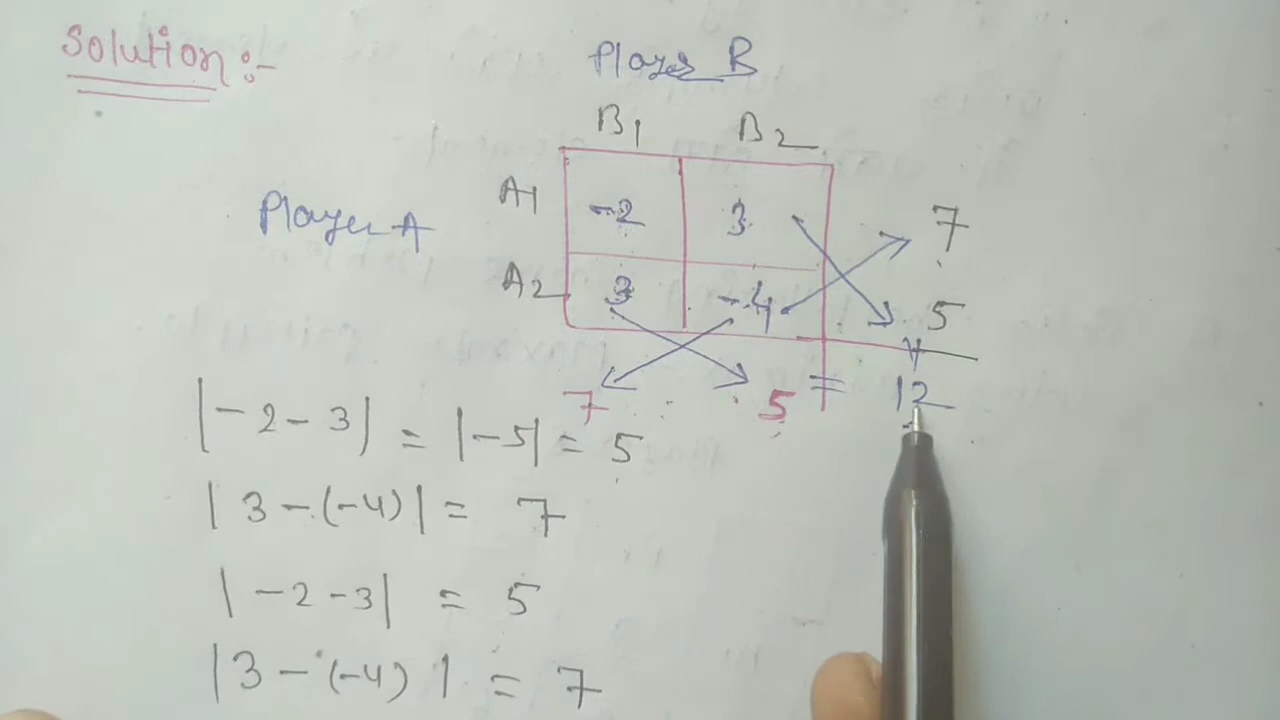 Solution :-
Player B
B1 B2
A1 -2 3 7
Player A
A2 3 -4 5
7 5 = 12
|-2-3| = |-5| = 5
|3-(-4)| = 7
|-2-3| = 5
|3-(-4)| = 7